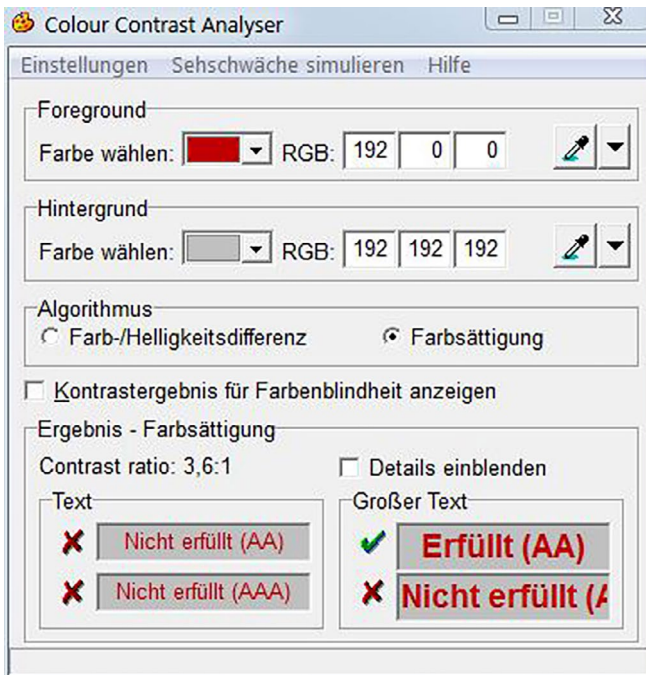 Colour Contrast Analyser
Einstellungen Sehschwäche simulieren Hilfe
Foreground
Farbe wählen: RGB: 192 0 0
Hintergrund
Farbe wählen: RGB: 192 192 192
Algorithmus
Farb-/Helligkeitsdifferenz Farbsättigung
Kontrastergebnis für Farbenblindheit anzeigen
Ergebnis - Farbsättigung
Contrast ratio: 3,6:1 Details einblenden
Text
Nicht erfüllt (AA)
Nicht erfüllt (AAA)
Großer Text
Erfüllt (AA)
Nicht erfüllt (A